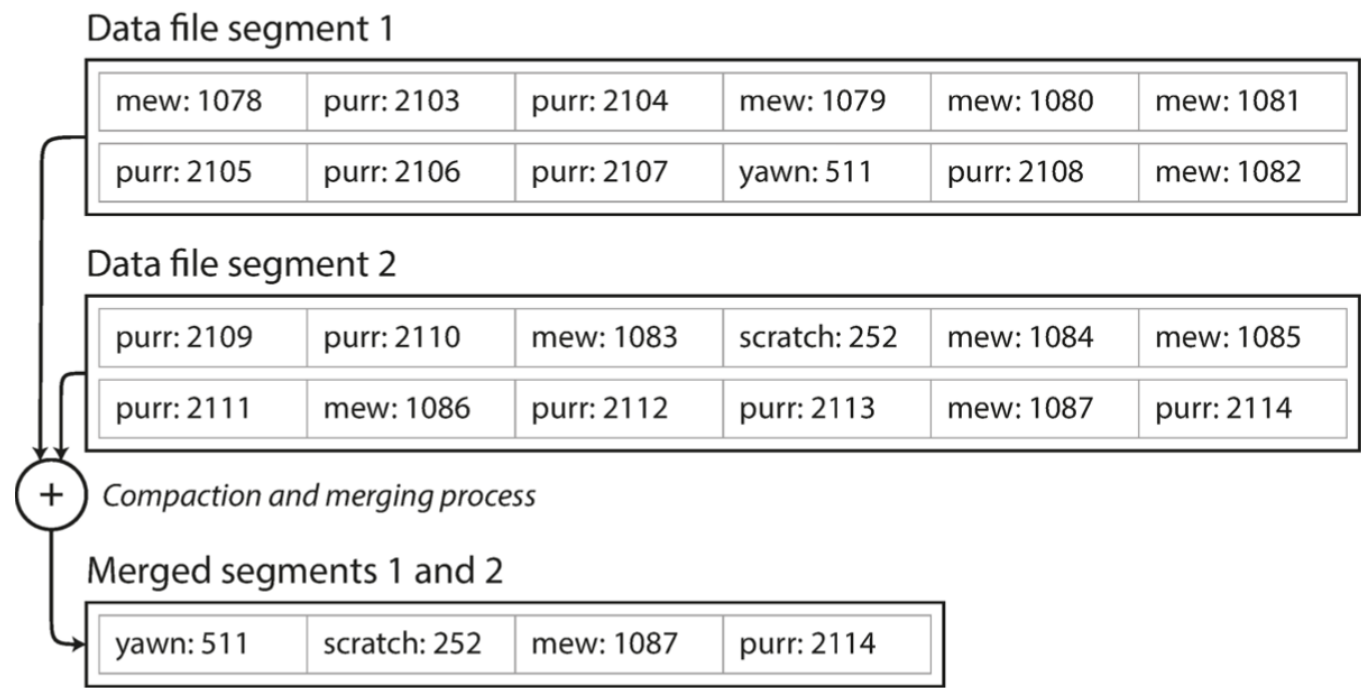 Data file segment 1
mew: 1078 purr: 2103 purr: 2104 mew: 1079 mew: 1080 mew: 1081
purr: 2105 purr: 2106 purr: 2107 yawn: 511 purr: 2108 mew: 1082
Data file segment 2
purr: 2109 purr: 2110 mew: 1083 scratch: 252 mew: 1084 mew: 1085
purr: 2111 mew: 1086 purr: 2112 purr: 2113 mew: 1087 purr: 2114
+ Compaction and merging process
Merged segments 1 and 2
yawn: 511 scratch: 252 mew: 1087 purr: 2114